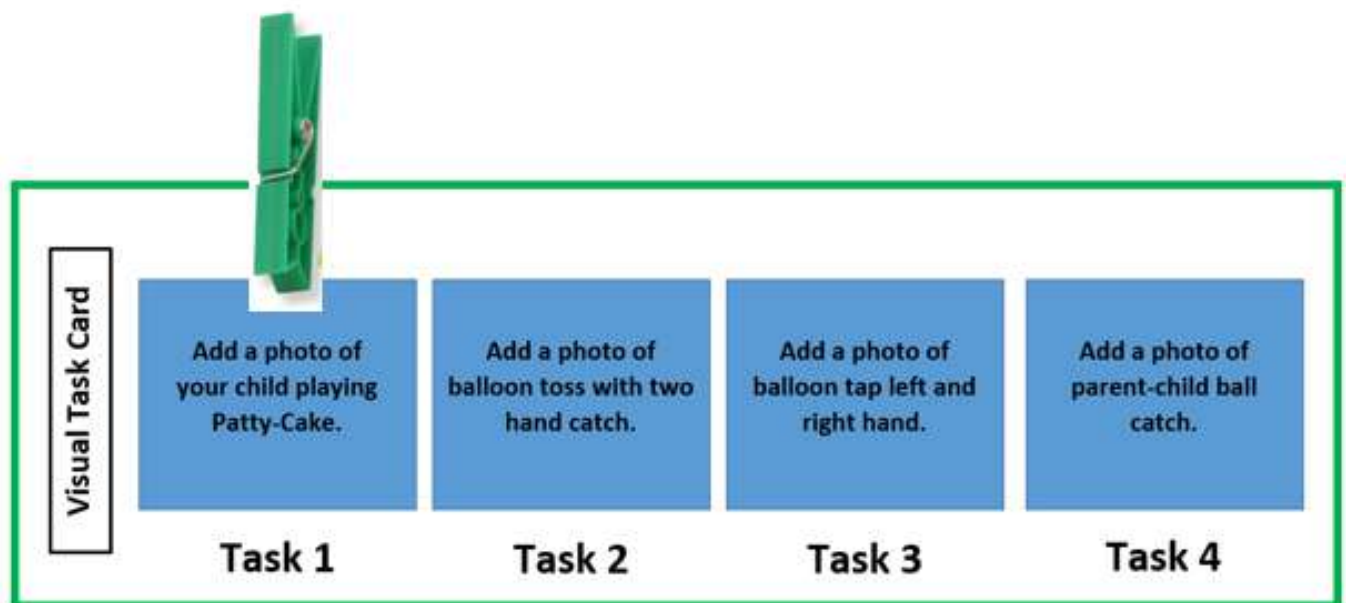 Visual Task Card
Add a photo of
your child playing
Patty-Cake.
Add a photo of
balloon toss with two
hand catch.
Add a photo of
balloon tap left and
right hand.
Add a photo of
parent-child ball
catch.
Task 1
Task 2
Task 3
Task 4